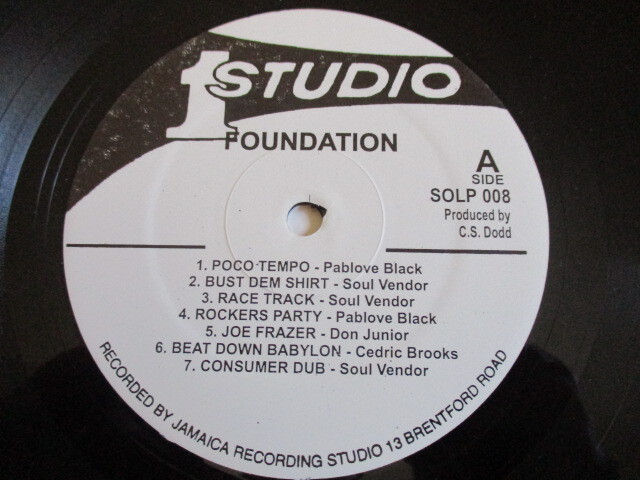 1 STUDIO
FOUNDATION
A
SIDE
SOLP 008
Produced by
C.S. Dodd
1. POCO TEMPO - Pablove Black
2. BUST DEM SHIRT - Soul Vendor
3. RACE TRACK - Soul Vendor
4. ROCKERS PARTY - Pablove Black
5. JOE FRAZER - Don Junior
6. BEAT DOWN BABYLON - Cedric Brooks
7. CONSUMER DUB - Soul Vendor
RECORDED BY JAMAICA RECORDING STUDIO 13 BRENTFORD ROAD